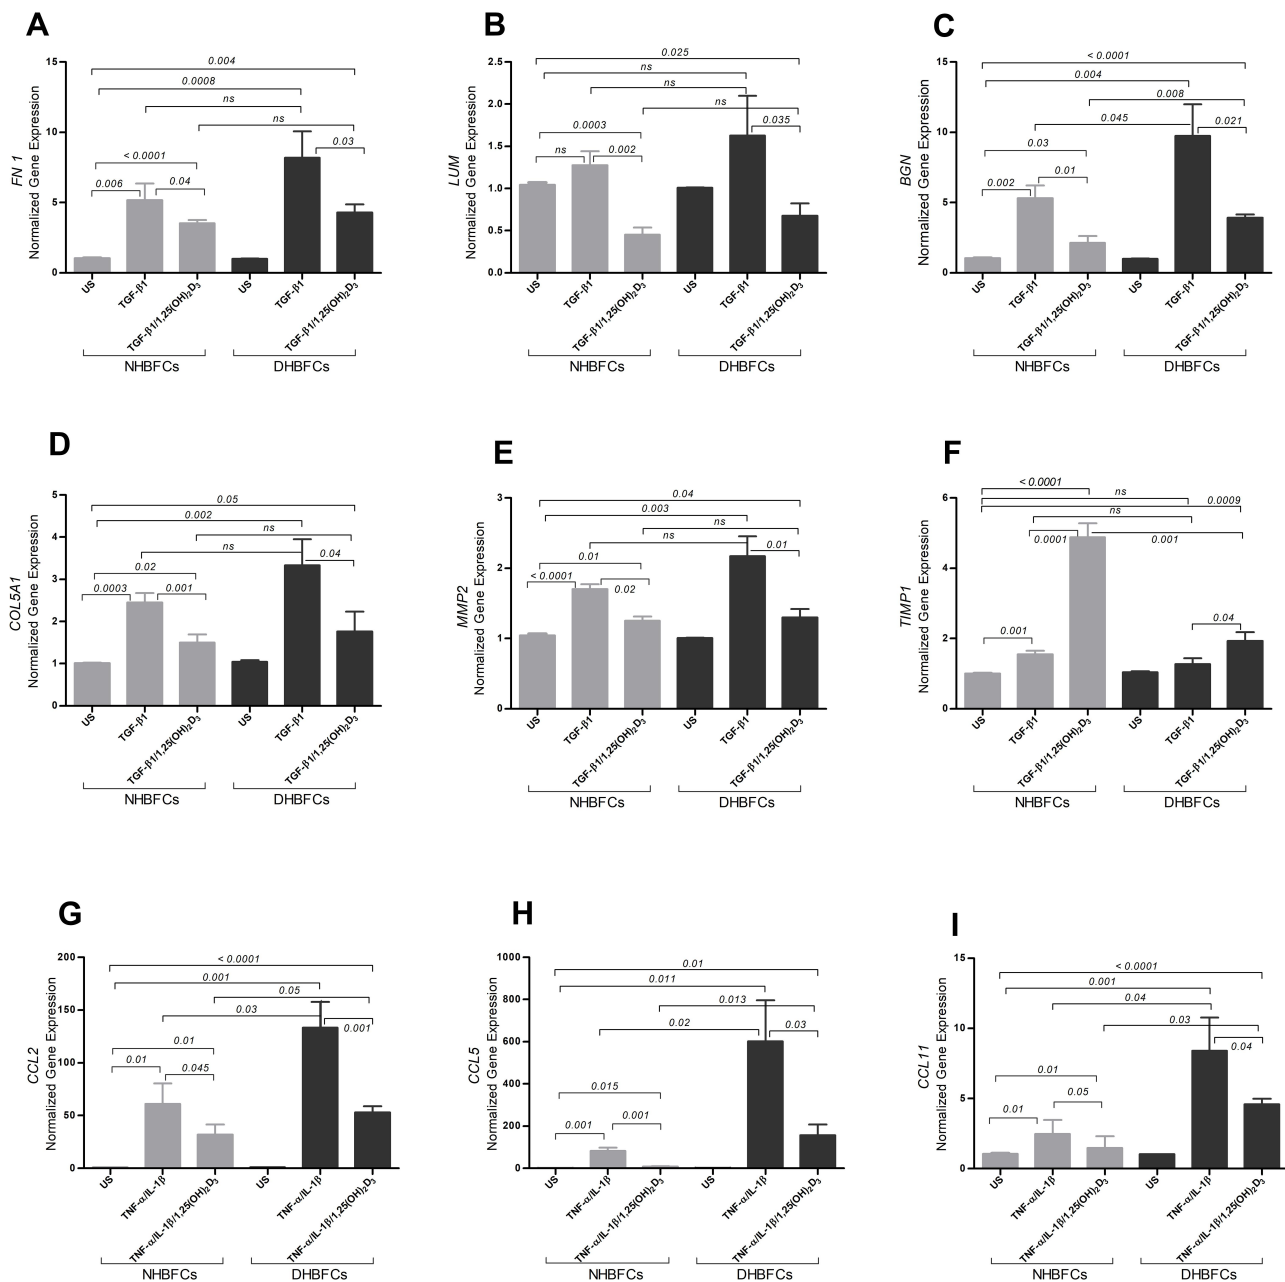 A
FN 1
Normalized Gene Expression
15
10
5
0
0.004
0.0008
ns
ns
< 0.0001
0.03
0.006
0.04
US
TGF-β1
TGF-β1/1,25(OH)₂D₃
US
TGF-β1
TGF-β1/1,25(OH)₂D₃
NHBFCs
DHBFCs
B
LUM
Normalized Gene Expression
2.5
2.0
1.5
1.0
0.5
0.0
0.025
ns
ns
ns
0.0003
0.035
ns
0.002
US
TGF-β1
TGF-β1/1,25(OH)₂D₃
US
TGF-β1
TGF-β1/1,25(OH)₂D₃
NHBFCs
DHBFCs
C
BGN
Normalized Gene Expression
15
10
5
0
< 0.0001
0.004
0.008
0.045
0.021
0.03
0.002
0.01
US
TGF-β1
TGF-β1/1,25(OH)₂D₃
US
TGF-β1
TGF-β1/1,25(OH)₂D₃
NHBFCs
DHBFCs
D
COL5A1
Normalized Gene Expression
5
4
3
2
1
0
0.05
0.002
ns
ns
0.04
0.02
0.0003
0.001
US
TGF-β1
TGF-β1/1,25(OH)₂D₃
US
TGF-β1
TGF-β1/1,25(OH)₂D₃
NHBFCs
DHBFCs
E
MMP2
Normalized Gene Expression
3
2
1
0
0.04
0.003
ns
ns
0.01
0.01
< 0.0001
0.02
US
TGF-β1
TGF-β1/1,25(OH)₂D₃
US
TGF-β1
TGF-β1/1,25(OH)₂D₃
NHBFCs
DHBFCs
F
TIMP1
Normalized Gene Expression
6
4
2
0
< 0.0001
ns
0.0009
ns
0.0001
0.001
0.001
0.04
US
TGF-β1
TGF-β1/1,25(OH)₂D₃
US
TGF-β1
TGF-β1/1,25(OH)₂D₃
NHBFCs
DHBFCs
G
CCL2
Normalized Gene Expression
200
150
100
50
0
< 0.0001
0.001
0.05
0.03
0.001
0.01
0.01
0.045
US
TNF-α/IL-1β
TNF-α/IL-1β/1,25(OH)₂D₃
US
TNF-α/IL-1β
TNF-α/IL-1β/1,25(OH)₂D₃
NHBFCs
DHBFCs
H
CCL5
Normalized Gene Expression
1000
800
600
400
200
0
0.01
0.011
0.013
0.02
0.03
0.015
0.001
0.001
US
TNF-α/IL-1β
TNF-α/IL-1β/1,25(OH)₂D₃
US
TNF-α/IL-1β
TNF-α/IL-1β/1,25(OH)₂D₃
NHBFCs
DHBFCs
I
CCL11
Normalized Gene Expression
15
10
5
0
< 0.0001
0.001
0.04
0.03
0.04
0.01
0.05
0.01
US
TNF-α/IL-1β
TNF-α/IL-1β/1,25(OH)₂D₃
US
TNF-α/IL-1β
TNF-α/IL-1β/1,25(OH)₂D₃
NHBFCs
DHBFCs